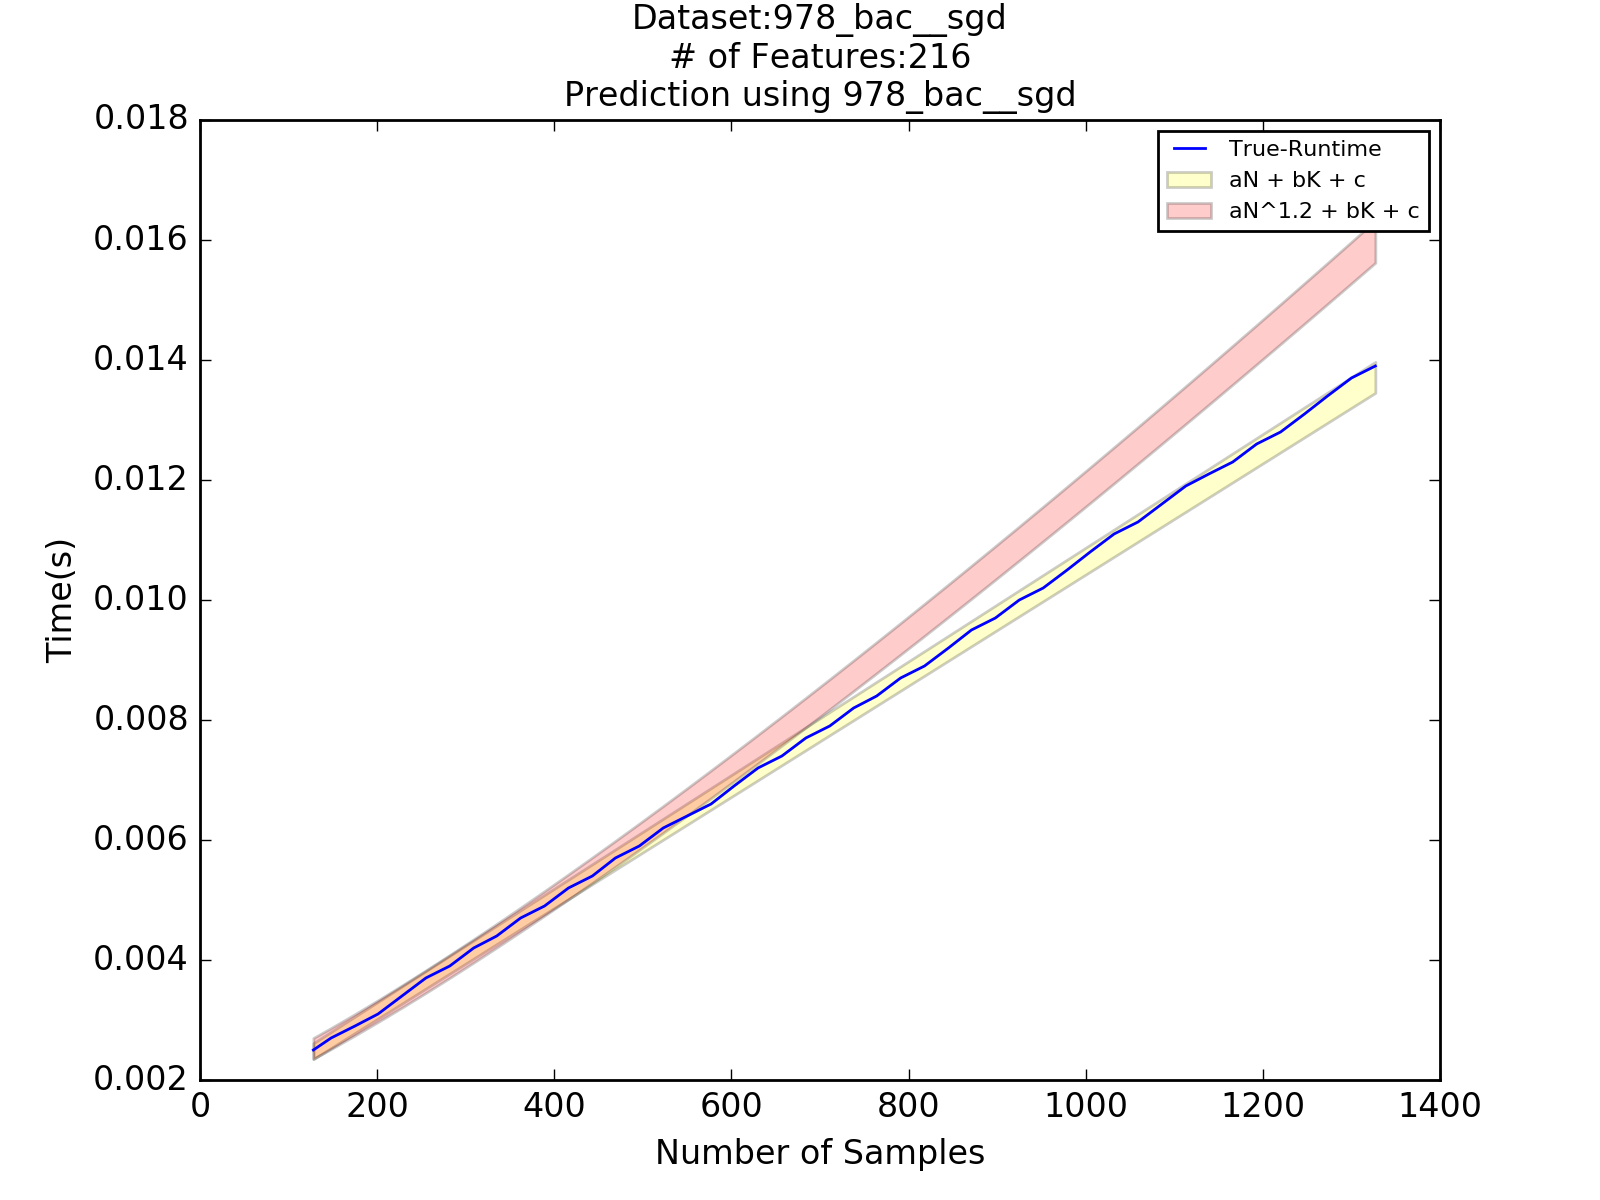 Dataset:978_bac__sgd
# of Features:216
Prediction using 978_bac__sgd
0.018
0.016
0.014
0.012
0.010
0.008
0.006
0.004
0.002
Time(s)
True-Runtime
aN + bK + c
aN^1.2 + bK + c
0
200
400
600
800
1000
1200
1400
Number of Samples